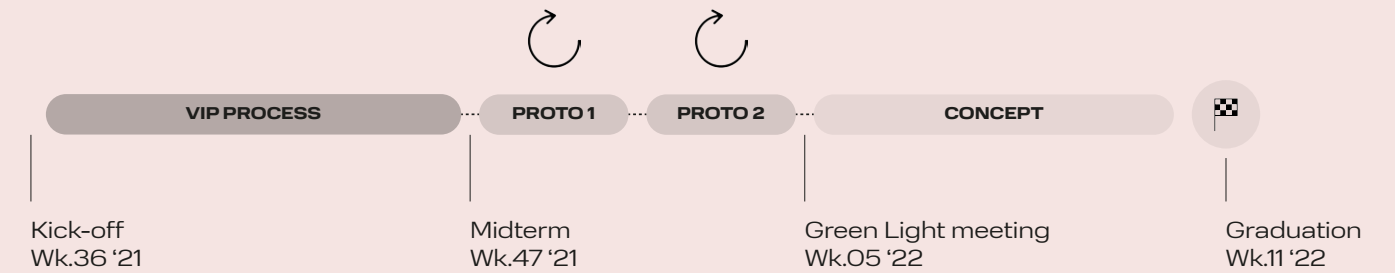 VIP PROCESS
PROTO 1
PROTO 2
CONCEPT
Kick-off
Wk.36 ‘21
Midterm
Wk.47 ‘21
Green Light meeting
Wk.05 ‘22
Graduation
Wk.11 ‘22